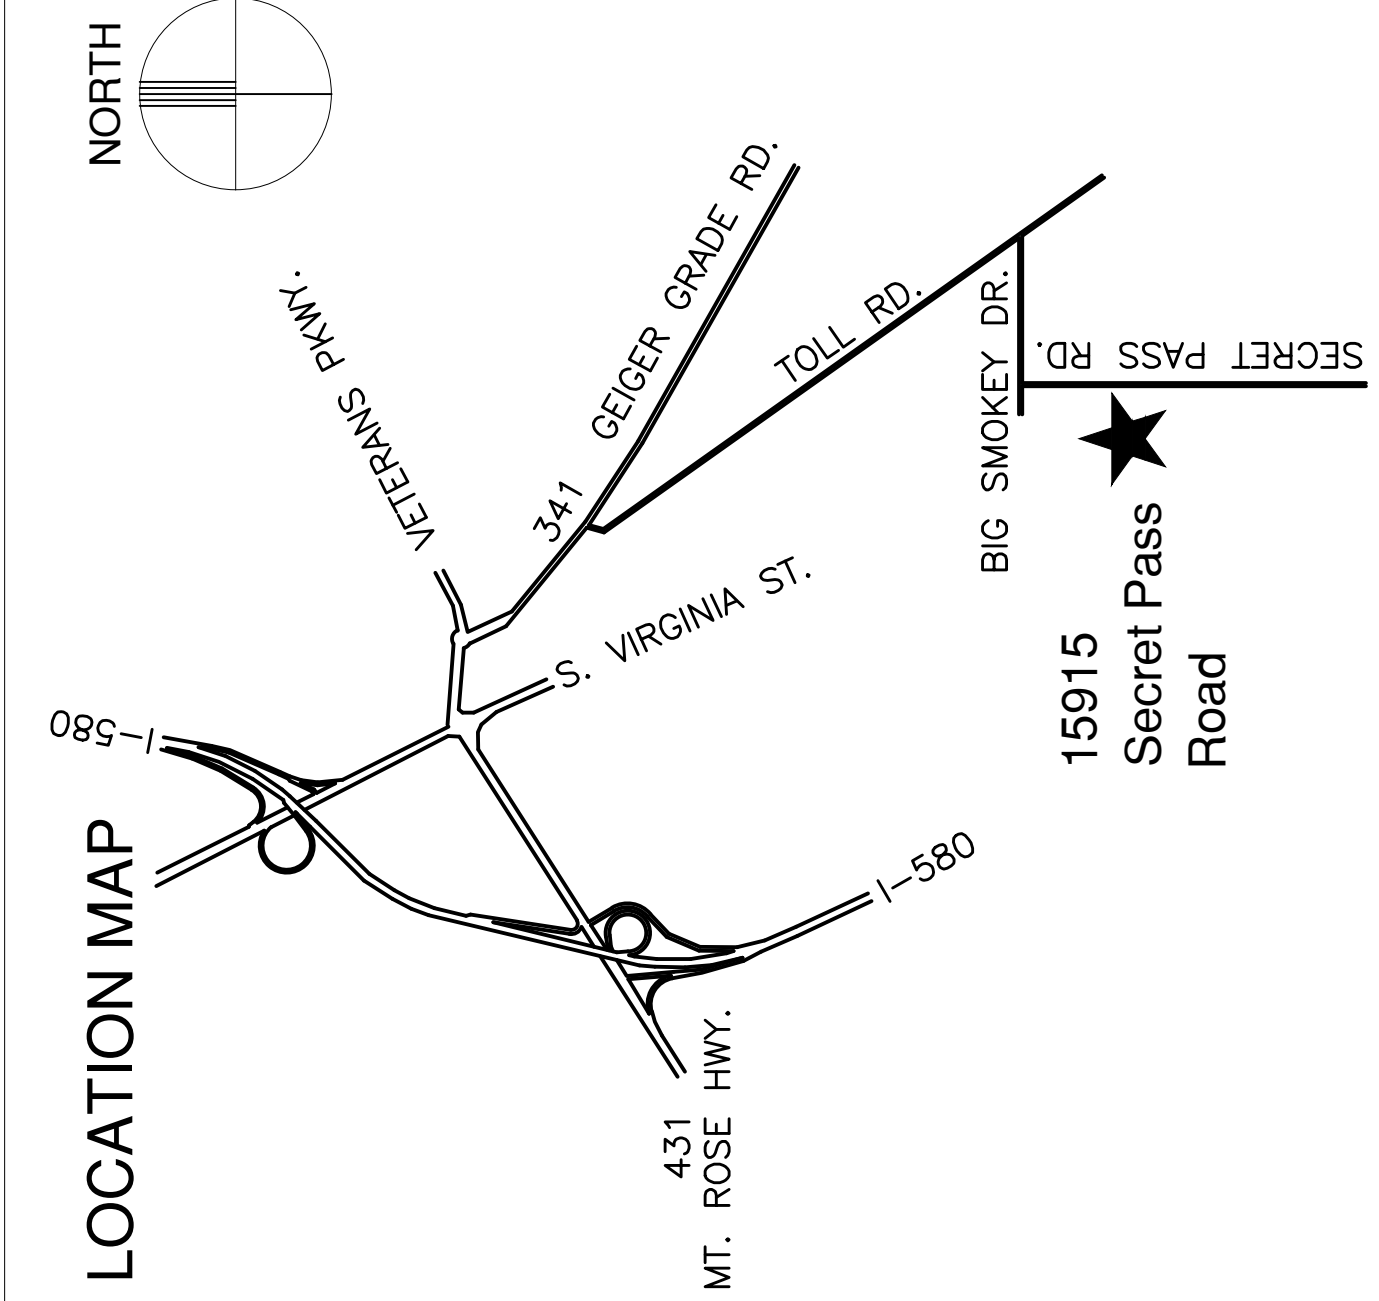 LOCATION MAP
NORTH
I-580
VETERANS PKWY.
341
GEIGER GRADE RD.
TOLL RD.
S. VIRGINIA ST.
I-580
431
MT. ROSE HWY.
BIG SMOKEY DR.
SECRET PASS RD.
15915
Secret Pass
Road